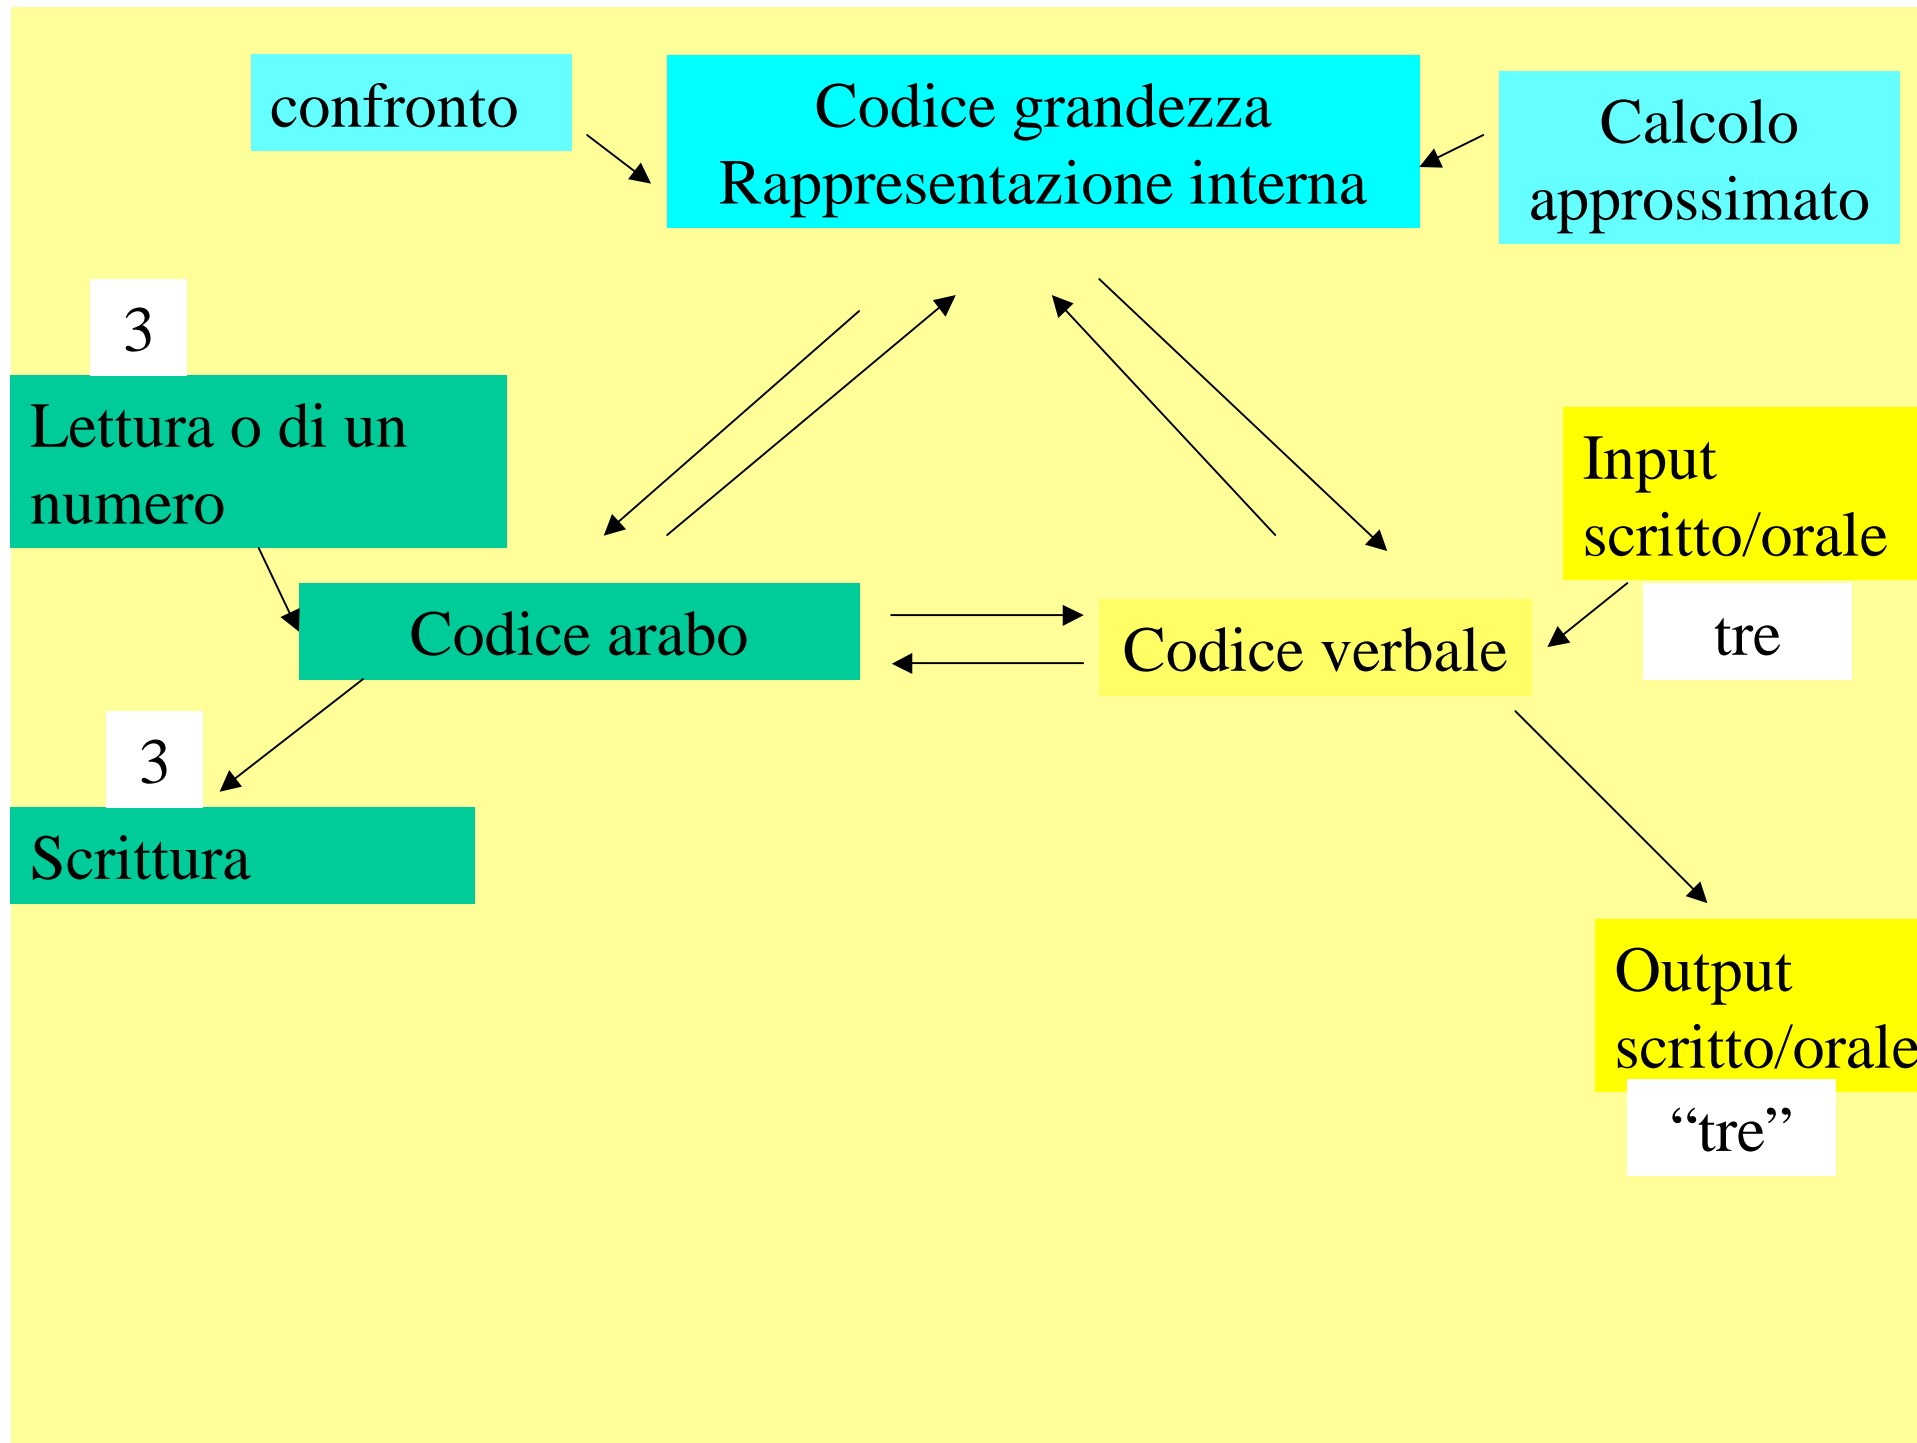 confronto
Codice grandezza
Rappresentazione interna
Calcolo
approssimato
3
Lettura o di un
numero
Input
scritto/orale
tre
Codice arabo
Codice verbale
3
Scrittura
Output
scritto/orale
“tre”